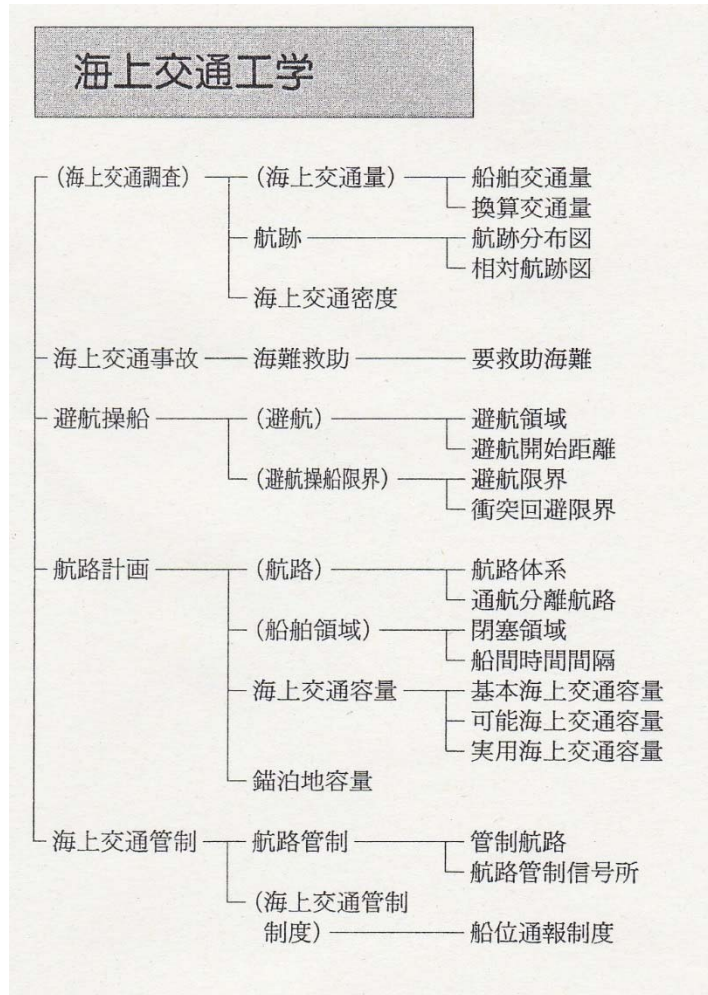 海上交通工学
(海上交通調査) (海上交通量) 船舶交通量
換算交通量
航跡 航跡分布図
相対航跡図
海上交通密度
海上交通事故 海難救助 要救助海難
避航操船 (避航) 避航領域
避航開始距離
(避航操船限界) 避航限界
衝突回避限界
航路計画 (航路) 航路体系
通航分離航路
(船舶領域) 閉塞領域
船間時間間隔
海上交通容量 基本海上交通容量
可能海上交通容量
実用海上交通容量
錨泊地容量
海上交通管制 航路管制 管制航路
航路管制信号所
(海上交通管制
制度) 船位通報制度